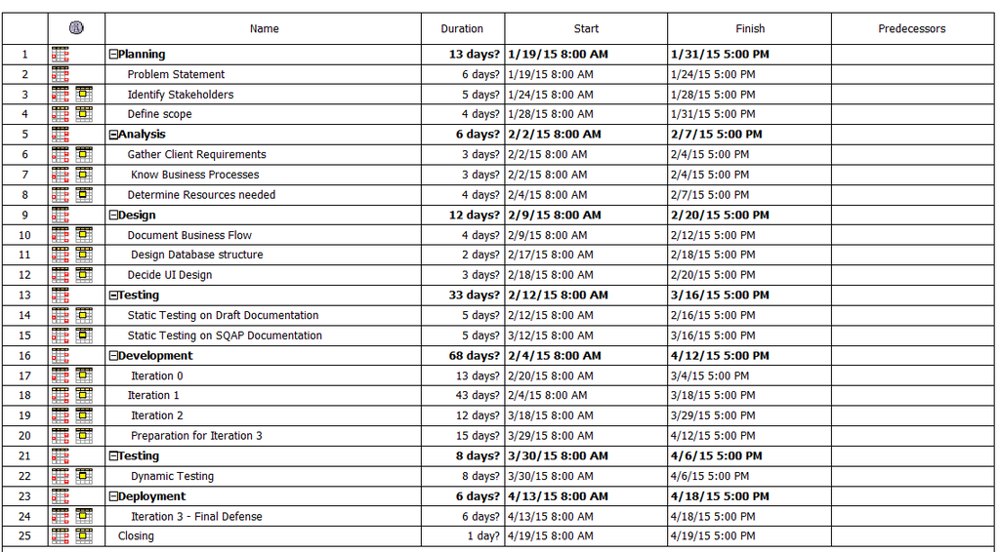 Name Duration Start Finish Predecessors
1 Planning 13 days? 1/19/15 8:00 AM 1/31/15 5:00 PM
2 Problem Statement 6 days? 1/19/15 8:00 AM 1/24/15 5:00 PM
3 Identify Stakeholders 5 days? 1/24/15 8:00 AM 1/28/15 5:00 PM
4 Define scope 4 days? 1/28/15 8:00 AM 1/31/15 5:00 PM
5 Analysis 6 days? 2/2/15 8:00 AM 2/7/15 5:00 PM
6 Gather Client Requirements 3 days? 2/2/15 8:00 AM 2/4/15 5:00 PM
7 Know Business Processes 3 days? 2/2/15 8:00 AM 2/4/15 5:00 PM
8 Determine Resources needed 4 days? 2/4/15 8:00 AM 2/7/15 5:00 PM
9 Design 12 days? 2/9/15 8:00 AM 2/20/15 5:00 PM
10 Document Business Flow 4 days? 2/9/15 8:00 AM 2/12/15 5:00 PM
11 Design Database structure 2 days? 2/17/15 8:00 AM 2/18/15 5:00 PM
12 Decide UI Design 3 days? 2/18/15 8:00 AM 2/20/15 5:00 PM
13 Testing 33 days? 2/12/15 8:00 AM 3/16/15 5:00 PM
14 Static Testing on Draft Documentation 5 days? 2/12/15 8:00 AM 2/16/15 5:00 PM
15 Static Testing on SQAP Documentation 5 days? 3/12/15 8:00 AM 3/16/15 5:00 PM
16 Development 68 days? 2/4/15 8:00 AM 4/12/15 5:00 PM
17 Iteration 0 13 days? 2/20/15 8:00 AM 3/4/15 5:00 PM
18 Iteration 1 43 days? 2/4/15 8:00 AM 3/18/15 5:00 PM
19 Iteration 2 12 days? 3/18/15 8:00 AM 3/29/15 5:00 PM
20 Preparation for Iteration 3 15 days? 3/29/15 8:00 AM 4/12/15 5:00 PM
21 Testing 8 days? 3/30/15 8:00 AM 4/6/15 5:00 PM
22 Dynamic Testing 8 days? 3/30/15 8:00 AM 4/6/15 5:00 PM
23 Deployment 6 days? 4/13/15 8:00 AM 4/18/15 5:00 PM
24 Iteration 3 - Final Defense 6 days? 4/13/15 8:00 AM 4/18/15 5:00 PM
25 Closing 1 day? 4/19/15 8:00 AM 4/19/15 5:00 PM